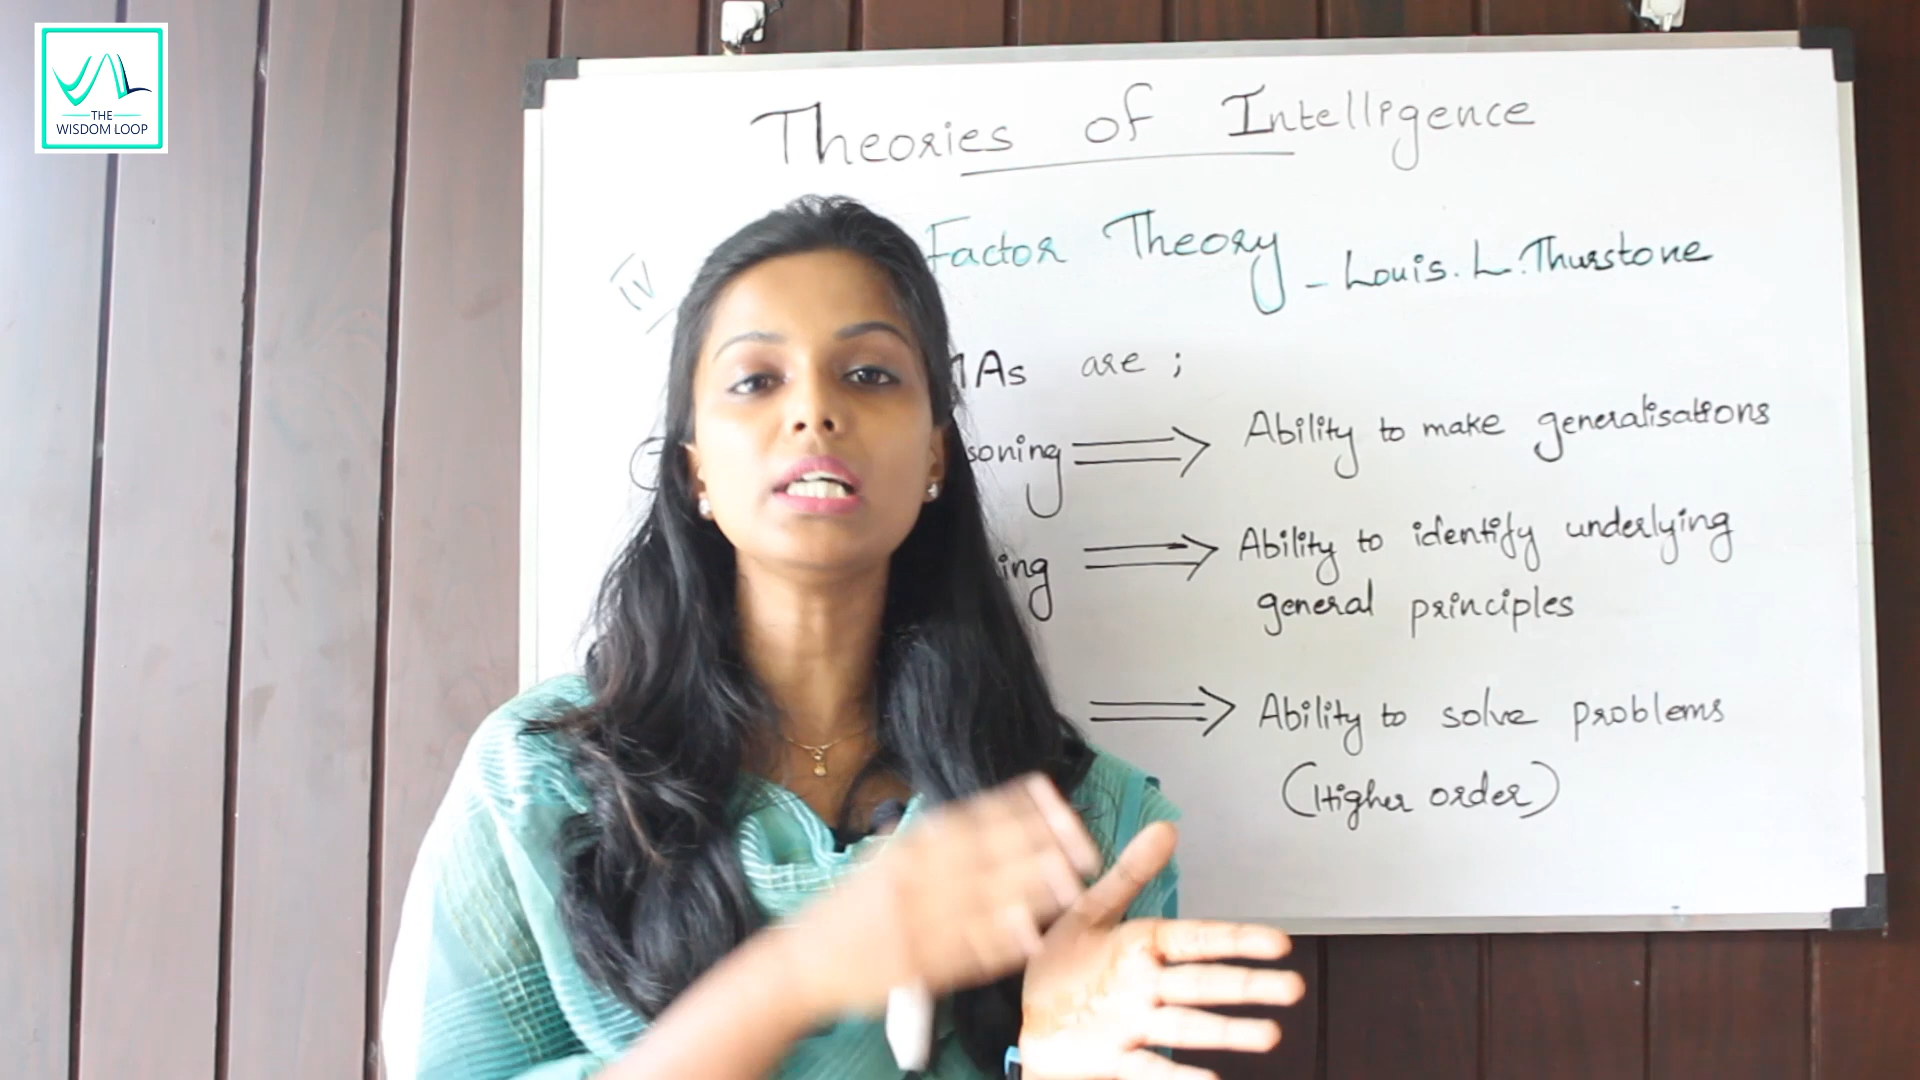 THE
WISDOM LOOP
Theories of Intelligence
IV
Factor Theory - Louis. L. Thurstone
As are ;
soning ⟹ Ability to make generalisations
ing ⟹ Ability to identify underlying
general principles
⟹ Ability to solve problems
(Higher order)